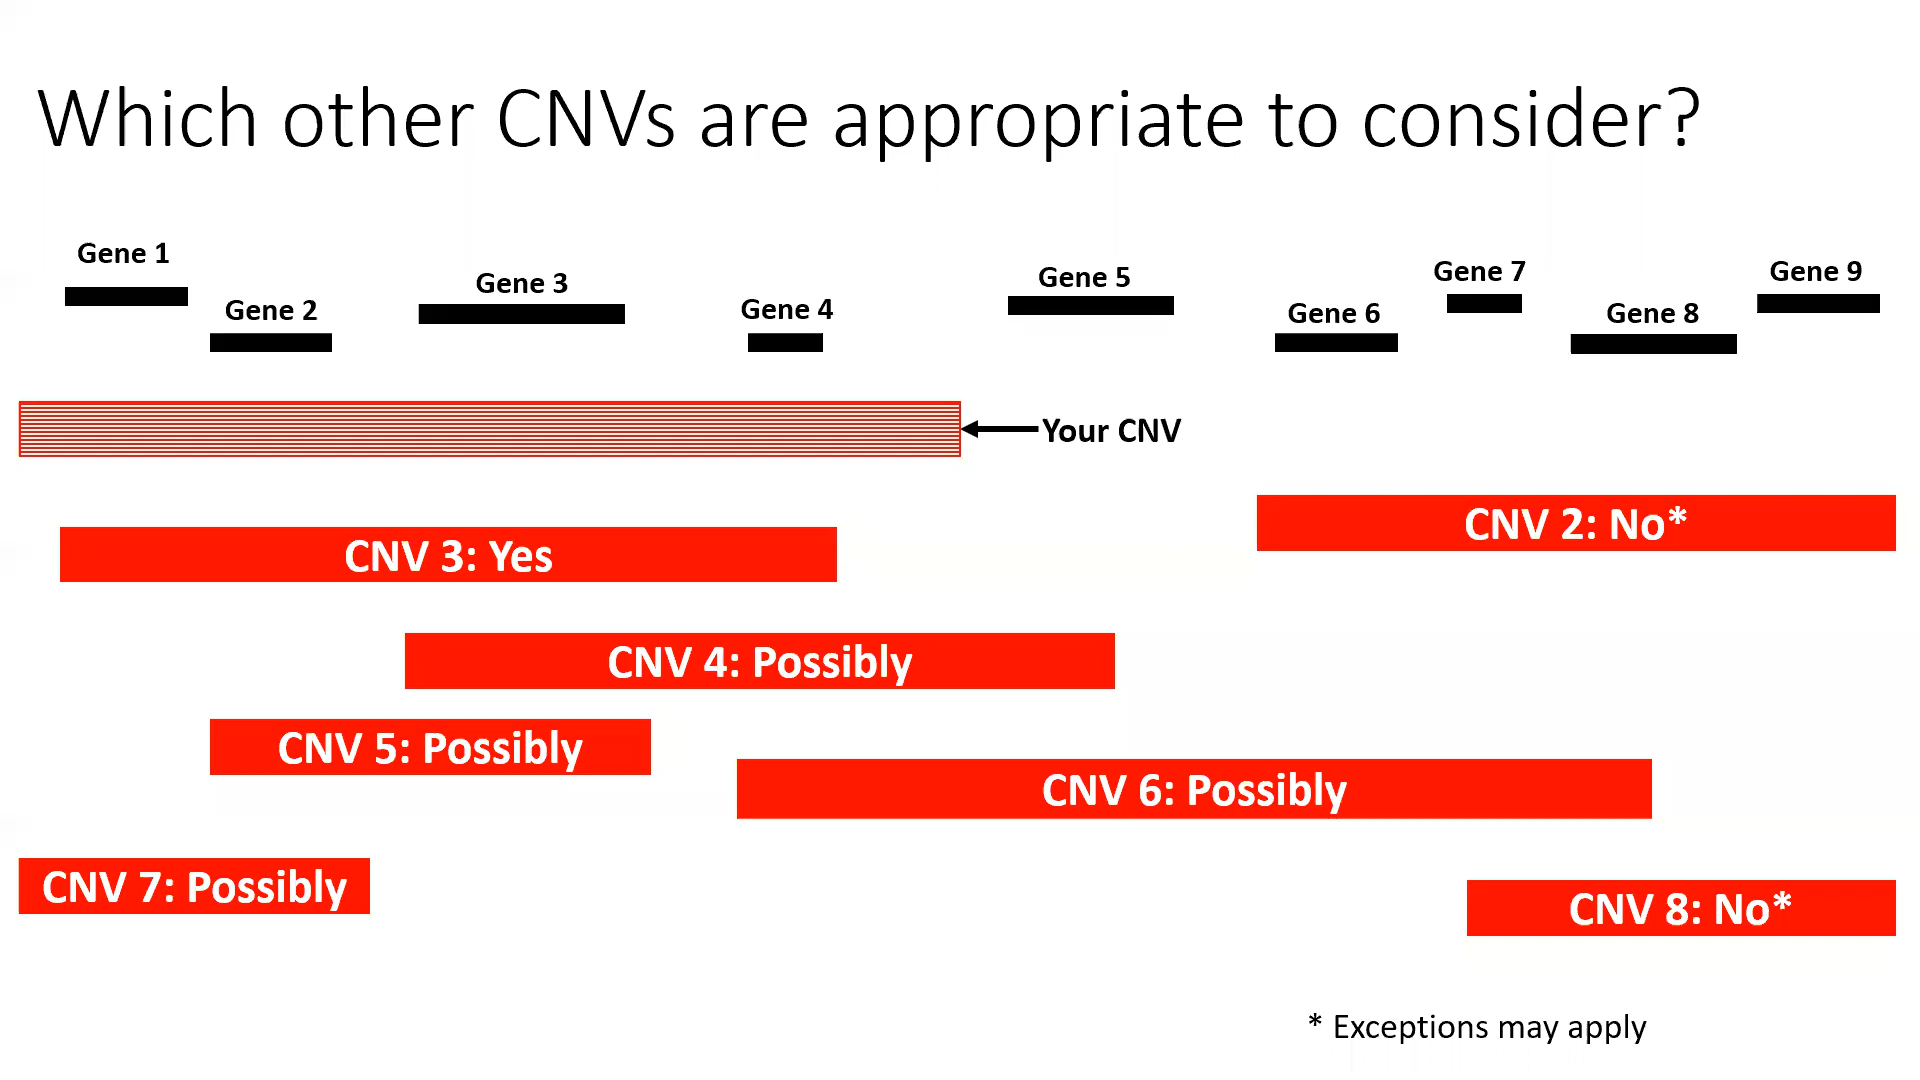 Which other CNVs are appropriate to consider?
Gene 1
Gene 2
Gene 3
Gene 4
Gene 5
Gene 6
Gene 7
Gene 8
Gene 9
Your CNV
CNV 2: No*
CNV 3: Yes
CNV 4: Possibly
CNV 5: Possibly
CNV 6: Possibly
CNV 7: Possibly
CNV 8: No*
* Exceptions may apply